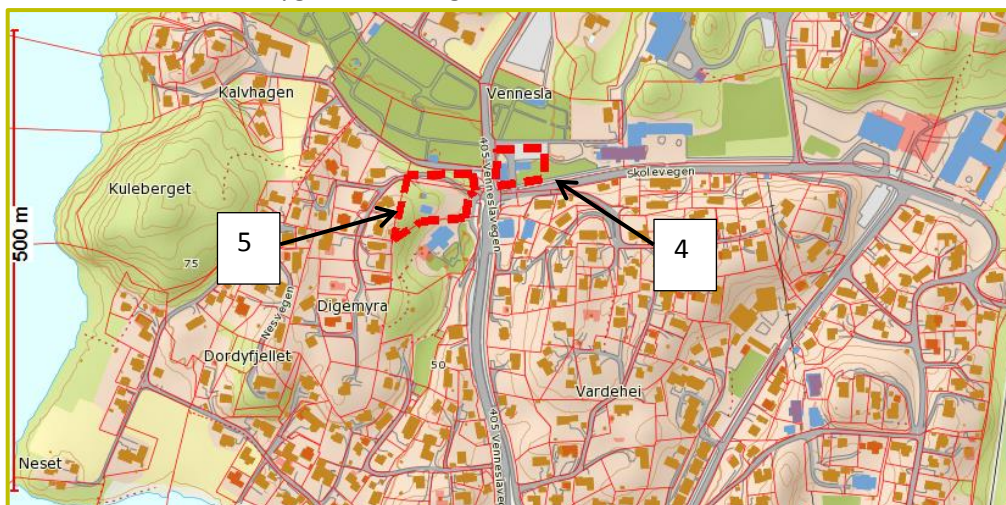 Kalvhagen
Vennesla
405 Venneslavegen
Skolevegen
Kuleberget
500 m
5
4
75
Nesvegen
Digemyra
Dordyfjellet
50
Vardehei
405 Venneslavegen
Neset